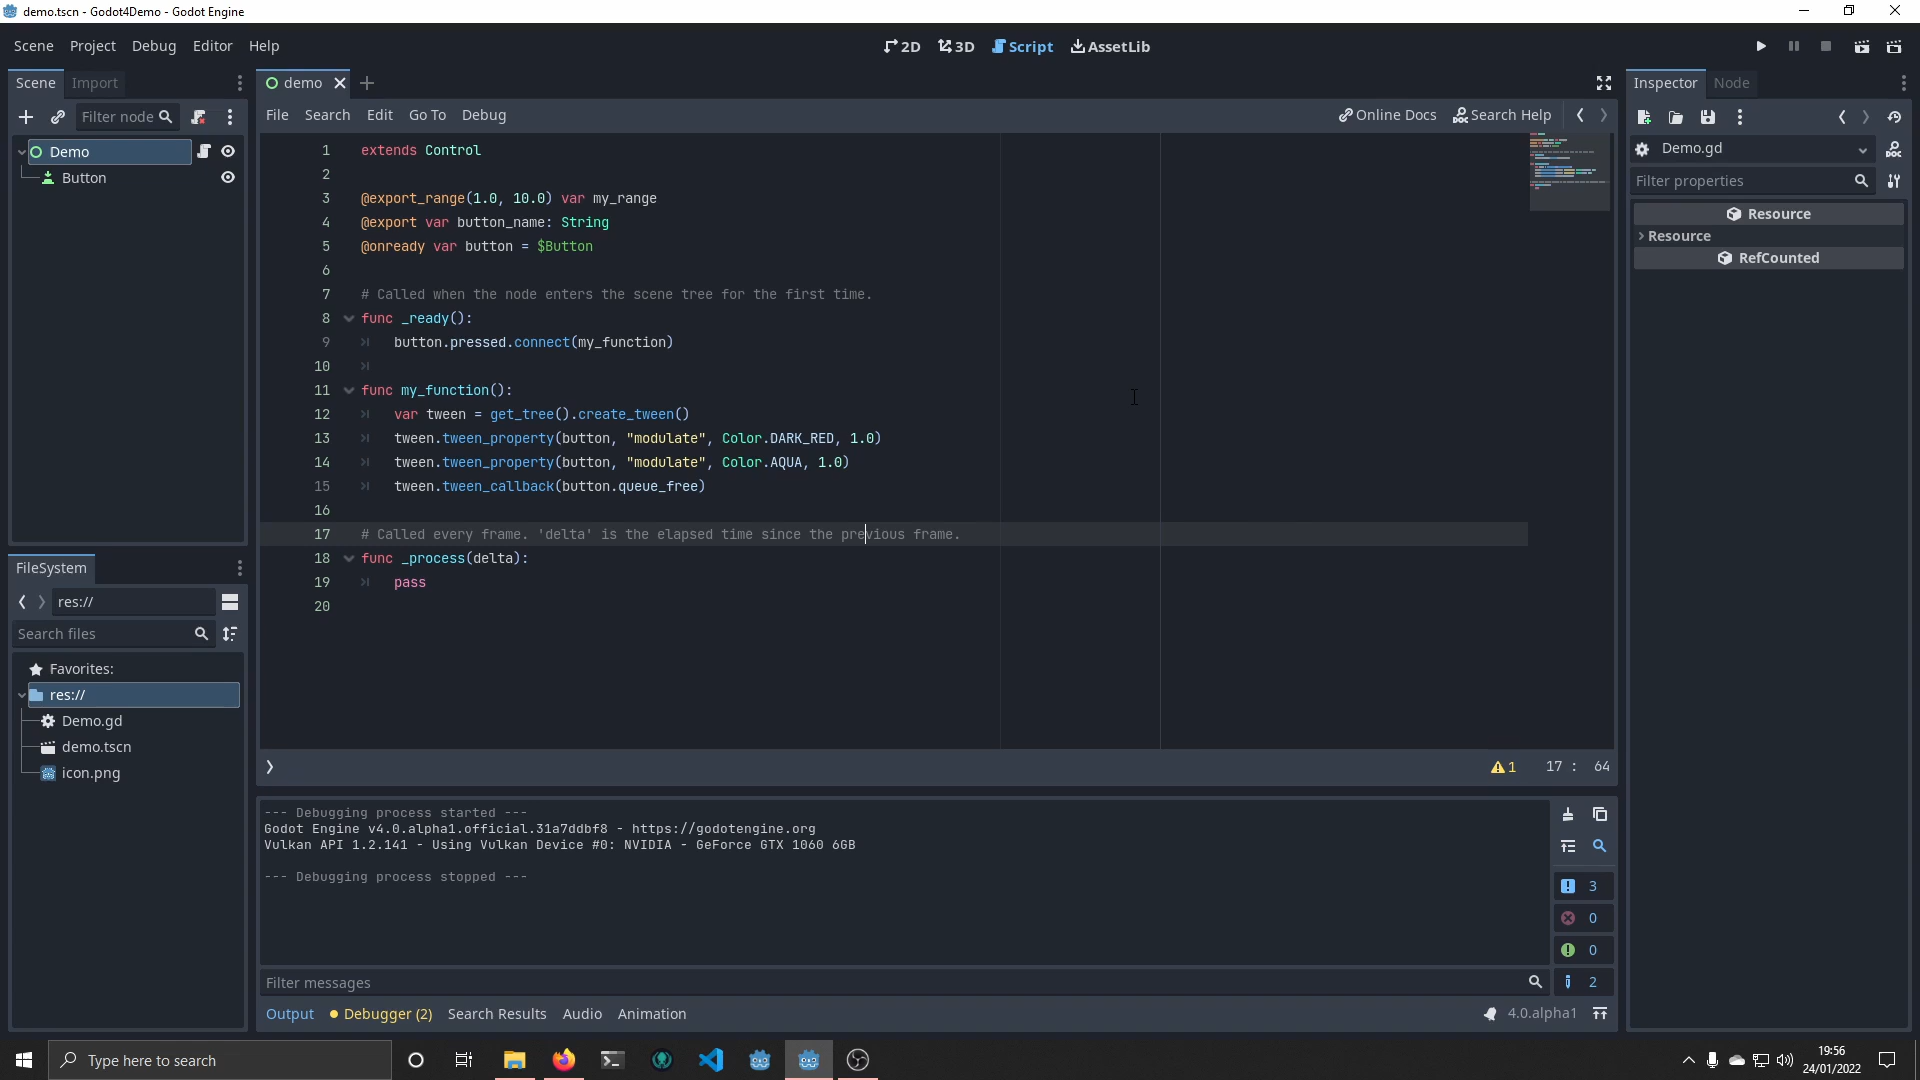 demo.tscn - Godot4Demo - Godot Engine
Scene Project Debug Editor Help
2D 3D Script AssetLib
Scene Import
demo
Inspector Node
Filter node
File Search Edit Go To Debug
Online Docs Search Help
Demo
Button
Demo.gd
Filter properties
Resource
Resource
RefCounted
1 extends Control
2
3 @export_range(1.0, 10.0) var my_range
4 @export var button_name: String
5 @onready var button = $Button
6
7 # Called when the node enters the scene tree for the first time.
8 func _ready():
9 button.pressed.connect(my_function)
10
11 func my_function():
12 var tween = get_tree().create_tween()
13 tween.tween_property(button, "modulate", Color.DARK_RED, 1.0)
14 tween.tween_property(button, "modulate", Color.AQUA, 1.0)
15 tween.tween_callback(button.queue_free)
16
17 # Called every frame. 'delta' is the elapsed time since the previous frame.
18 func _process(delta):
19 pass
20
1 17 : 64
FileSystem
res://
Search files
Favorites:
res://
Demo.gd
demo.tscn
icon.png
--- Debugging process started ---
Godot Engine v4.0.alpha1.official.31a7ddbf8 - https://godotengine.org
Vulkan API 1.2.141 - Using Vulkan Device #0: NVIDIA - GeForce GTX 1060 6GB
--- Debugging process stopped ---
3
0
0
2
Filter messages
Output Debugger (2) Search Results Audio Animation
4.0.alpha1
Type here to search
19:56
24/01/2022